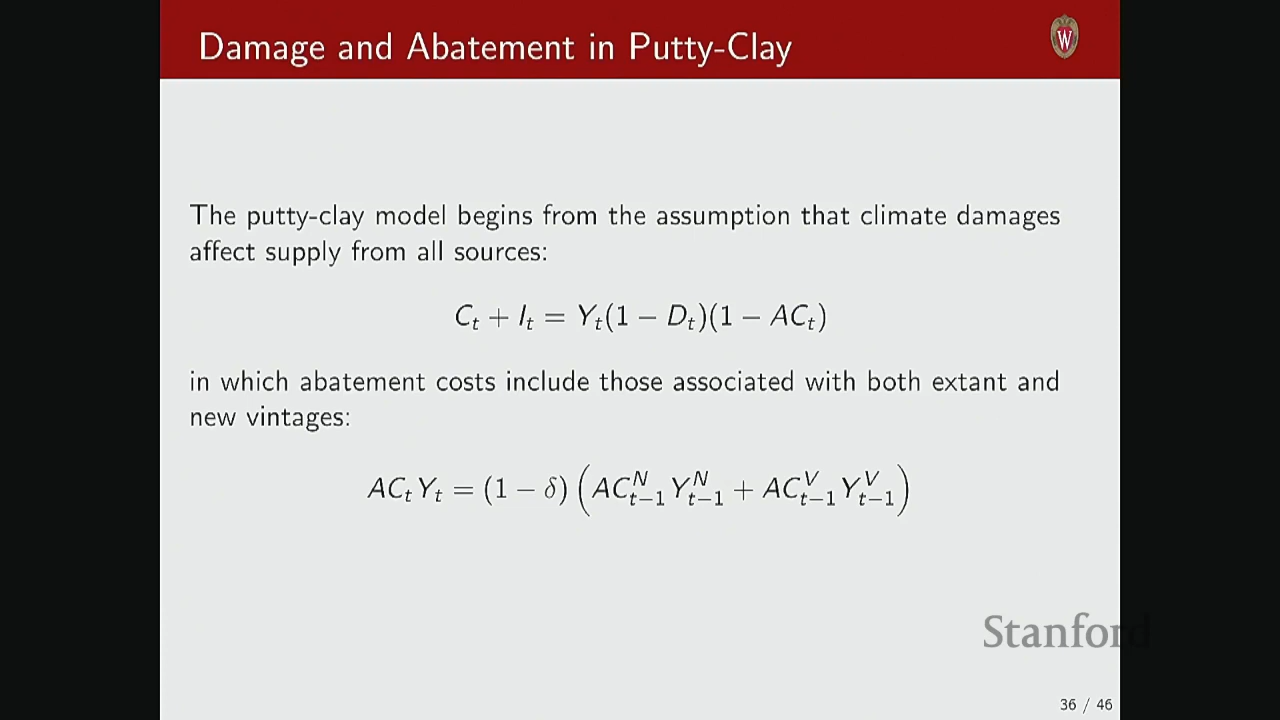 Damage and Abatement in Putty-Clay
W
The putty-clay model begins from the assumption that climate damages
affect supply from all sources:
C_t + I_t = Y_t(1 − D_t)(1 − AC_t)
in which abatement costs include those associated with both extant and
new vintages:
AC_t Y_t = (1 − δ) (AC^N_{t−1} Y^N_{t−1} + AC^V_{t−1} Y^V_{t−1})
Stanford
36 / 46